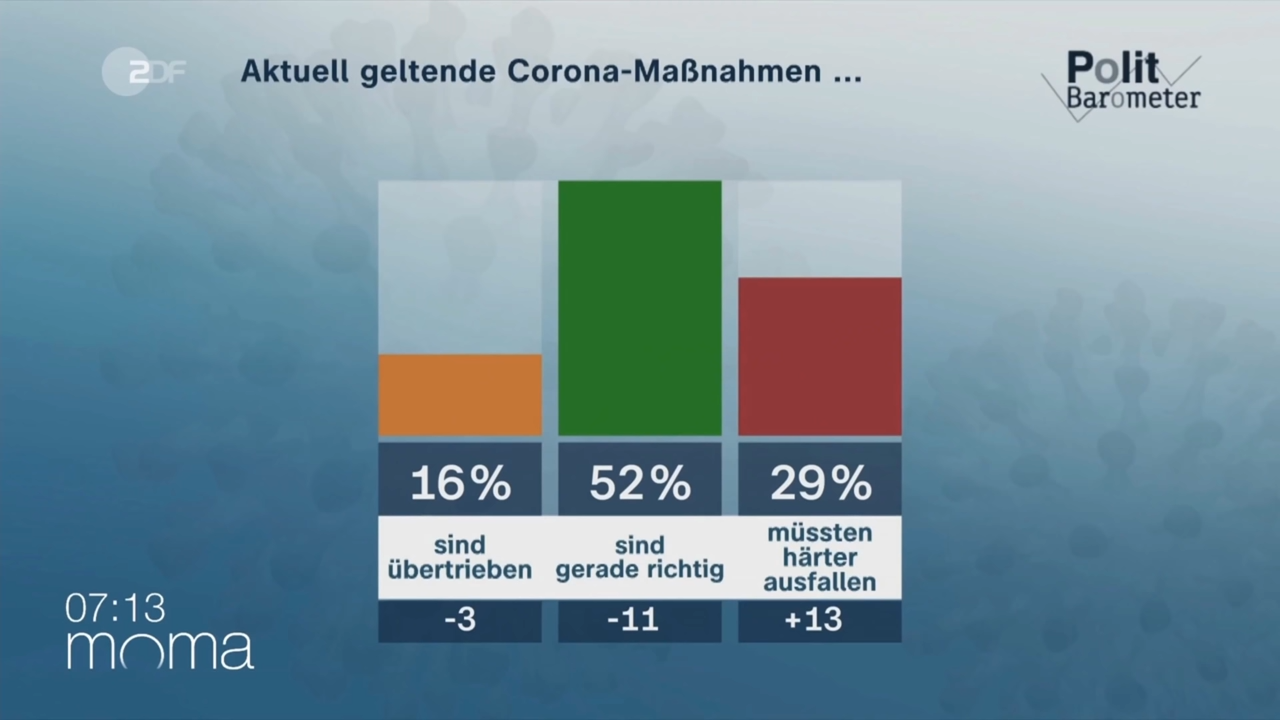 ZDF
Aktuell geltende Corona-Maßnahmen ...
Polit
Barometer
16%
52%
29%
sind
übertrieben
sind
gerade richtig
müssten
härter
ausfallen
-3
-11
+13
07:13
moma